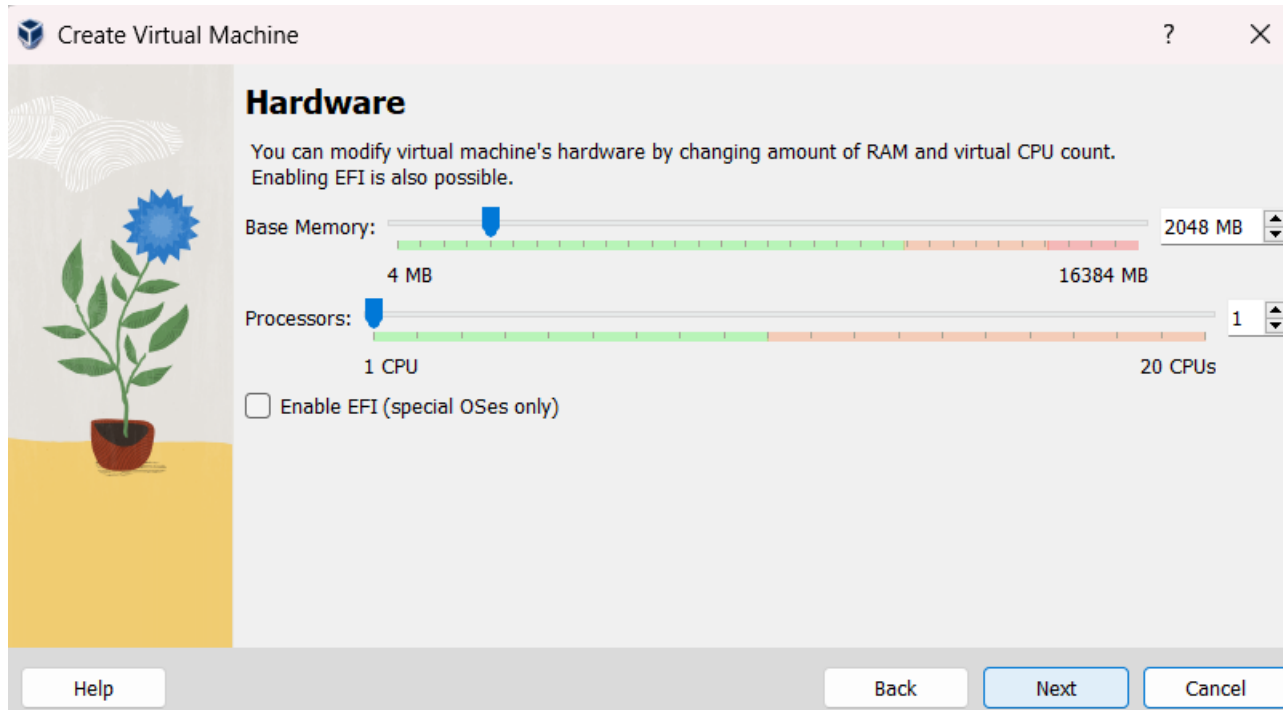 Create Virtual Machine ?
Hardware
You can modify virtual machine's hardware by changing amount of RAM and virtual CPU count.
Enabling EFI is also possible.
Base Memory: 2048 MB
4 MB 16384 MB
Processors: 1
1 CPU 20 CPUs
Enable EFI (special OSes only)
Help Back Next Cancel